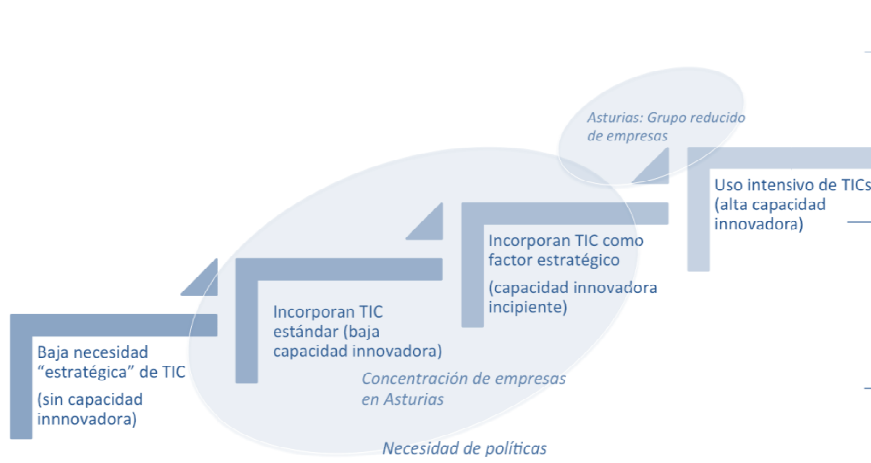 Asturias: Grupo reducido
de empresas
Uso intensivo de TICs
(alta capacidad
innovadora)
Incorporan TIC como
factor estratégico
(capacidad innovadora
incipiente)
Incorporan TIC
estándar (baja
capacidad innovadora)
Baja necesidad
“estratégica” de TIC
(sin capacidad
innnovadora)
Concentración de empresas
en Asturias
Necesidad de políticas